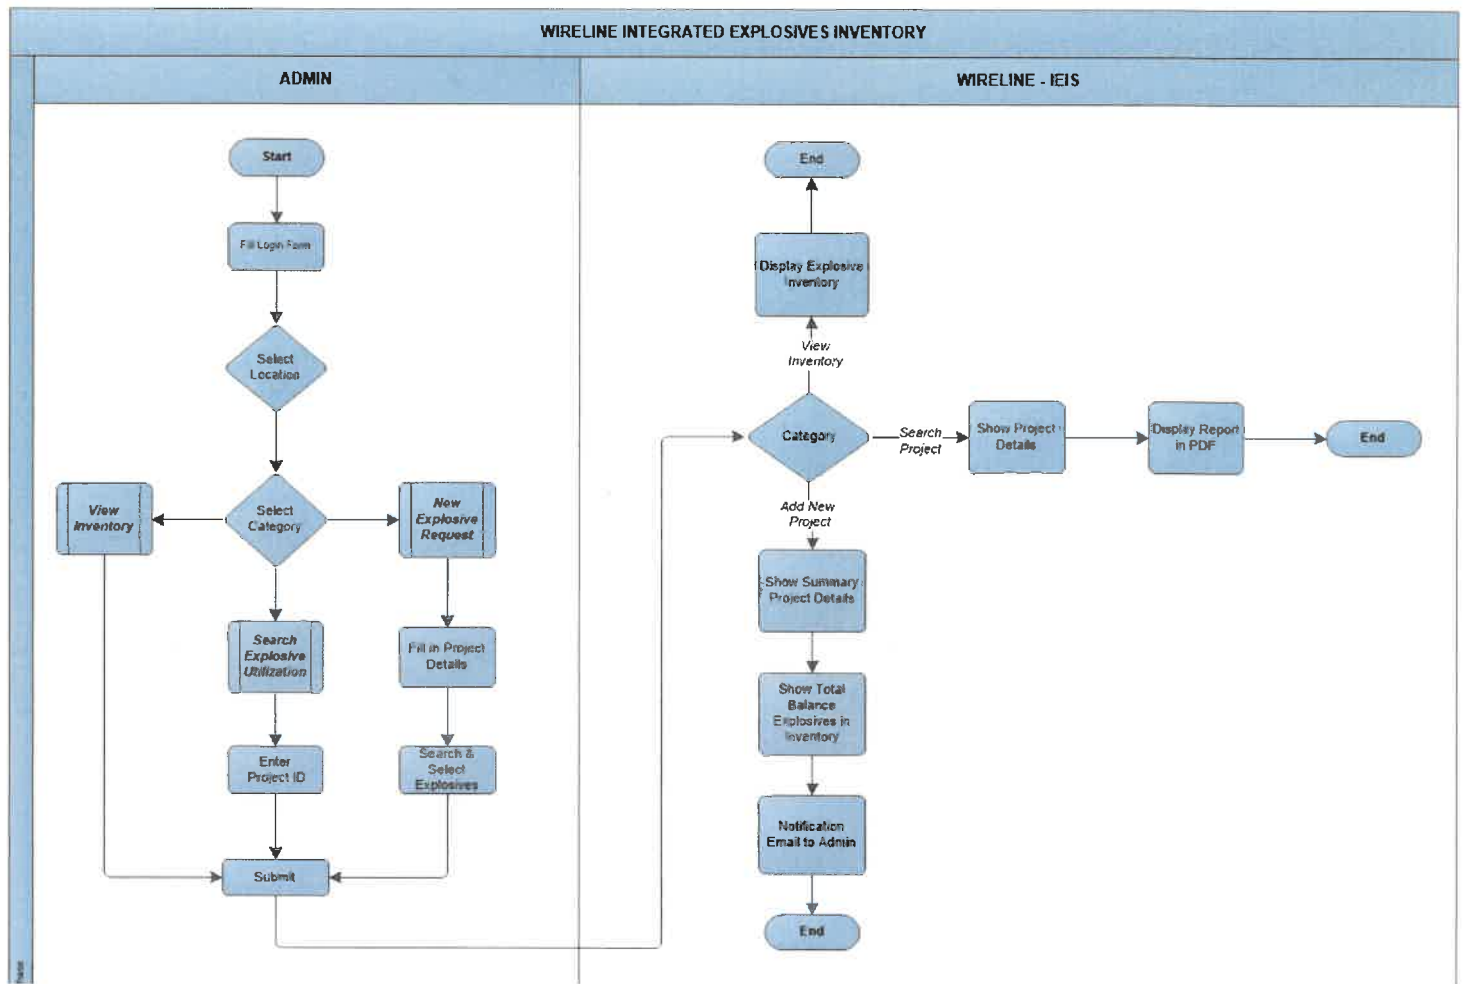 WIRELINE INTEGRATED EXPLOSIVES INVENTORY
ADMIN
WIRELINE - IEIS
Start
Fill Login Form
Select
Location
Select
Category
View
Inventory
New
Explosive
Request
Search
Explosive
Utilization
Fill in Project
Details
Enter
Project ID
Search &
Select
Explosives
Submit
End
Display Explosive
Inventory
View
Inventory
Category
Search
Project
Show Project
Details
Display Report
in PDF
End
Add New
Project
Show Summary
Project Details
Show Total
Balance
Explosives in
Inventory
Notification
Email to Admin
End